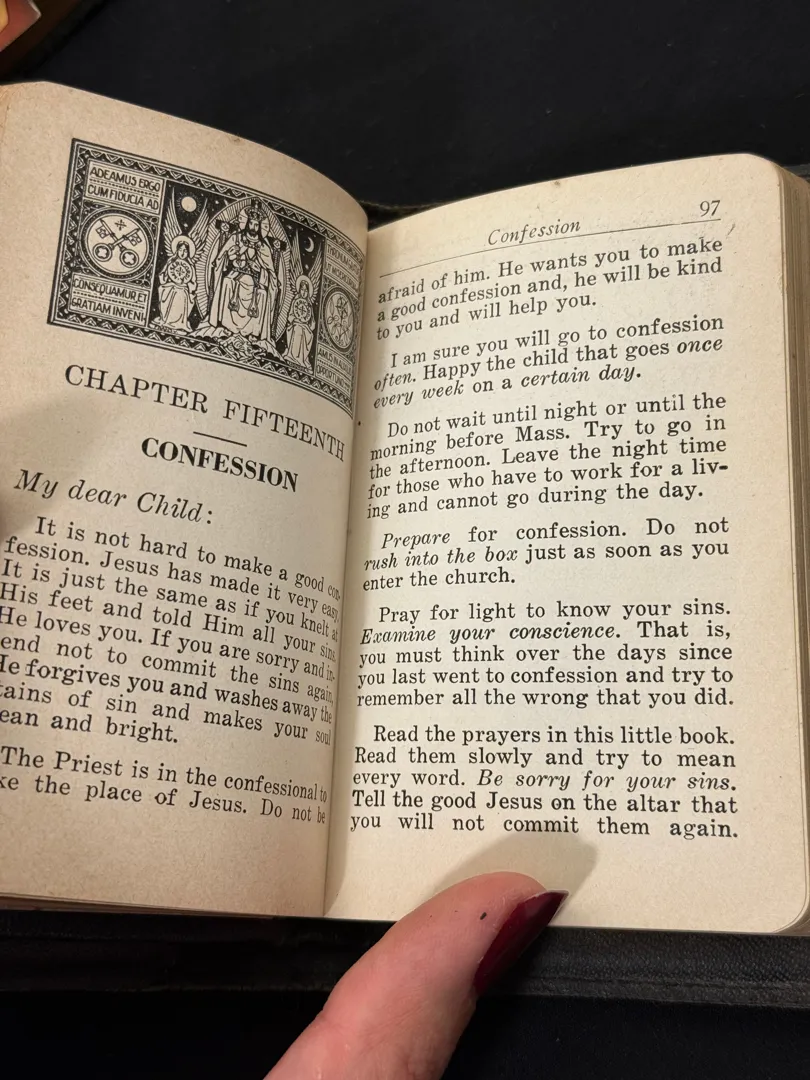 ADEAMUS ERGO
CUM FIDUCIA AD
CONSEQUAMUR ET
GRATIAM INVENI
CHAPTER FIFTEENTH
CONFESSION
My dear Child:
It is not hard to make a good con-
fession. Jesus has made it very easy.
It is just the same as if you knelt at
His feet and told Him all your sins.
He loves you. If you are sorry and in-
end not to commit the sins again,
He forgives you and washes away the
tains of sin and makes your soul
ean and bright.
The Priest is in the confessional to
ke the place of Jesus. Do not be
Confession
97
afraid of him. He wants you to make
a good confession and, he will be kind
to you and will help you.
I am sure you will go to confession
often. Happy the child that goes once
every week on a certain day.
Do not wait until night or until the
morning before Mass. Try to go in
the afternoon. Leave the night time
for those who have to work for a liv-
ing and cannot go during the day.
Prepare for confession. Do not
rush into the box just as soon as you
enter the church.
Pray for light to know your sins.
Examine your conscience. That is,
you must think over the days since
you last went to confession and try to
remember all the wrong that you did.
Read the prayers in this little book.
Read them slowly and try to mean
every word. Be sorry for your sins.
Tell the good Jesus on the altar that
you will not commit them again.